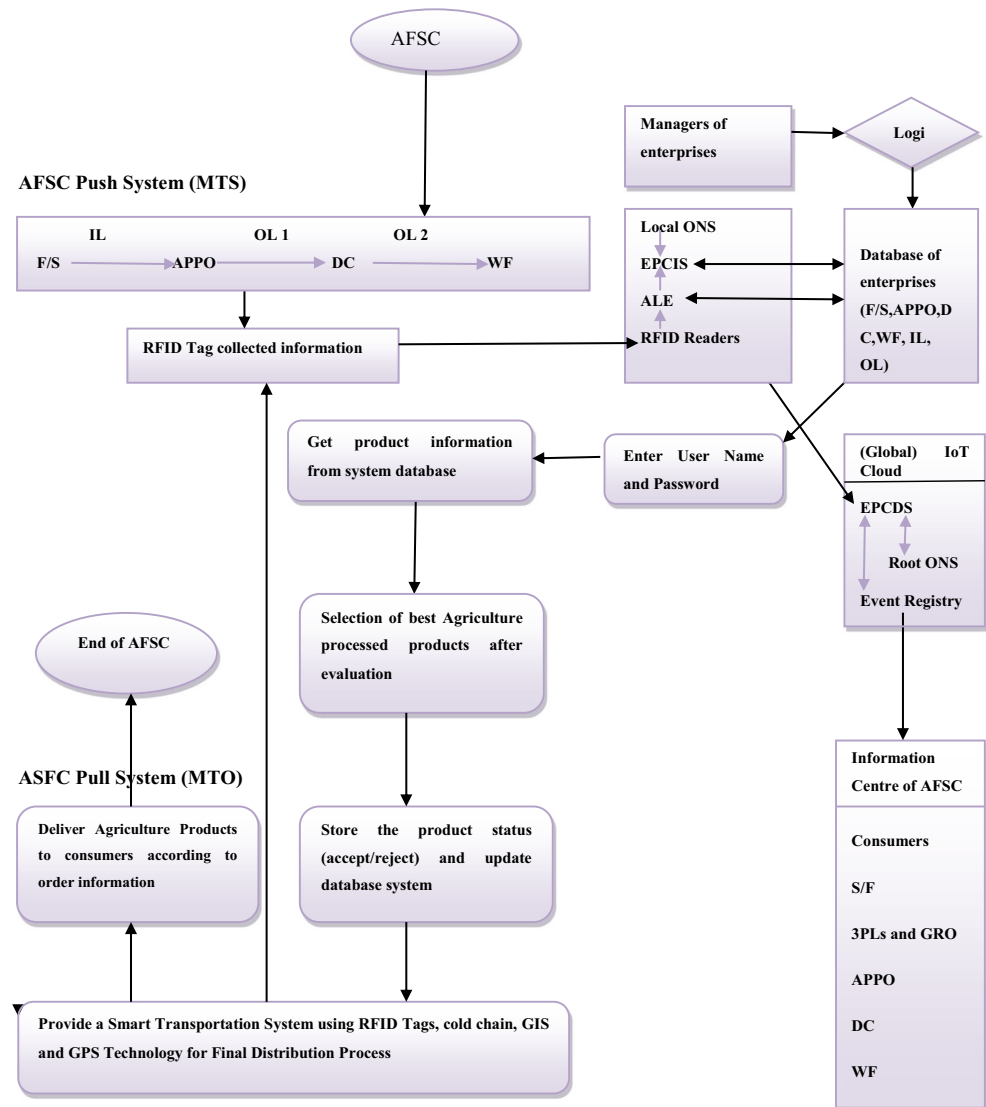 AFSC
Managers of
enterprises
Logi
AFSC Push System (MTS)
IL OL 1 OL 2
F/S APPO DC WF
Local ONS
EPCIS
ALE
RFID Readers
Database of
enterprises
(F/S,APPO,D
C,WF, IL,
OL)
RFID Tag collected information
Get product information
from system database
Enter User Name
and Password
(Global) IoT
Cloud
EPCDS
Root ONS
Event Registry
Selection of best Agriculture
processed products after
evaluation
End of AFSC
ASFC Pull System (MTO)
Deliver Agriculture Products
to consumers according to
order information
Store the product status
(accept/reject) and update
database system
Information
Centre of AFSC
Consumers
S/F
3PLs and GRO
APPO
DC
WF
Provide a Smart Transportation System using RFID Tags, cold chain, GIS
and GPS Technology for Final Distribution Process